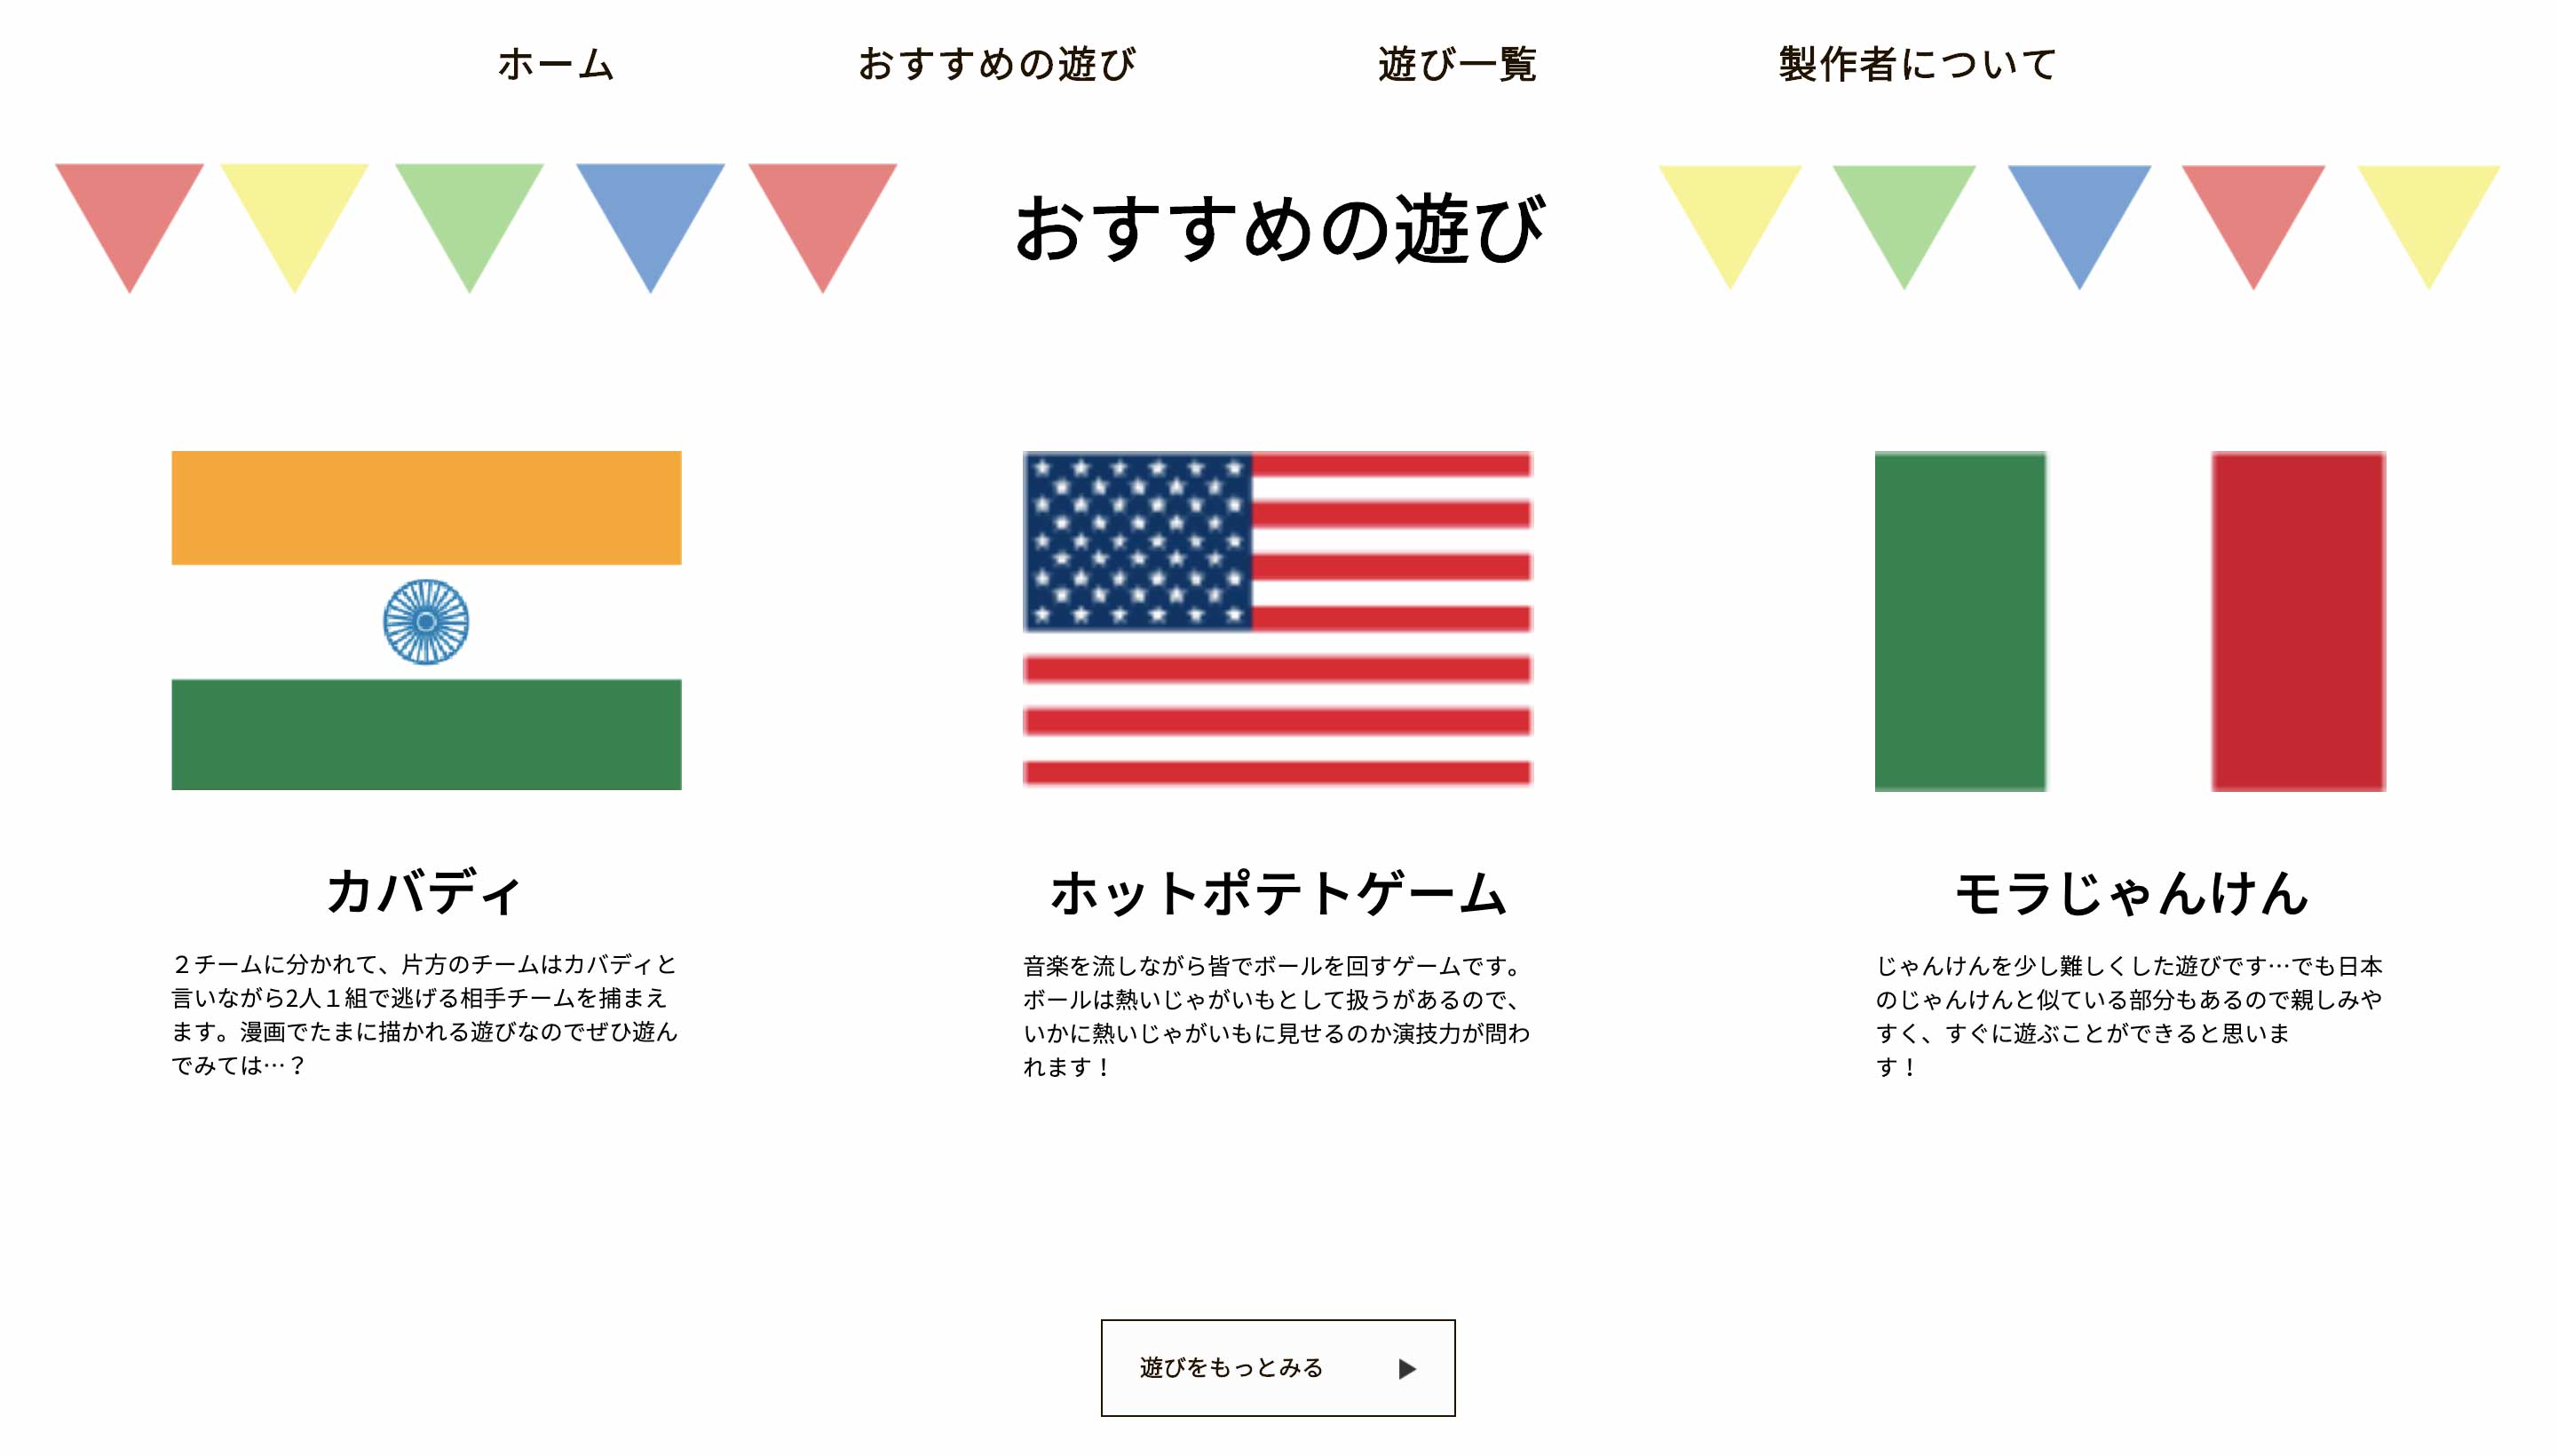 ホーム
おすすめの遊び
遊び一覧
製作者について
おすすめの遊び
カバディ
２チームに分かれて、片方のチームはカバディと
言いながら2人１組で逃げる相手チームを捕まえ
ます。漫画でたまに描かれる遊びなのでぜひ遊ん
でみては…？
ホットポテトゲーム
音楽を流しながら皆でボールを回すゲームです。
ボールは熱いじゃがいもとして扱うがあるので、
いかに熱いじゃがいもに見せるのか演技力が問わ
れます！
モラじゃんけん
じゃんけんを少し難しくした遊びです…でも日本
のじゃんけんと似ている部分もあるので親しみや
すく、すぐに遊ぶことができると思いま
す！
遊びをもっとみる